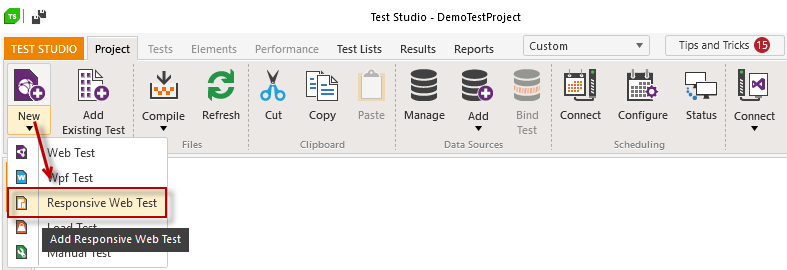 TS
Test Studio - DemoTestProject
TEST STUDIO Project Tests Elements Performance Test Lists Results Reports Custom Tips and Tricks 15
New
Add Existing Test
Compile
Refresh
Cut
Copy
Paste
Manage
Add
Bind Test
Connect
Configure
Status
Connect
Files
Clipboard
Data Sources
Scheduling
Web Test
Wpf Test
Responsive Web Test
Load Test
Add Responsive Web Test
Manual Test